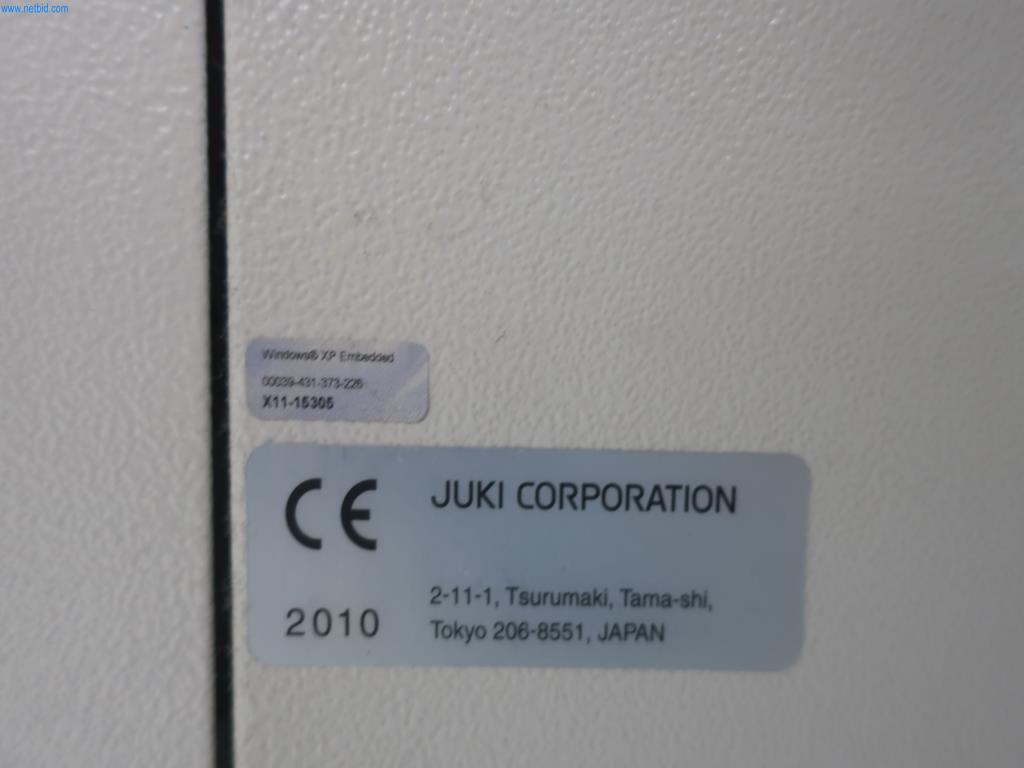 www.netbid.com
Windows® XP Embedded
00039-431-373-226
X11-15305
CE
JUKI CORPORATION
2010
2-11-1, Tsurumaki, Tama-shi,
Tokyo 206-8551, JAPAN